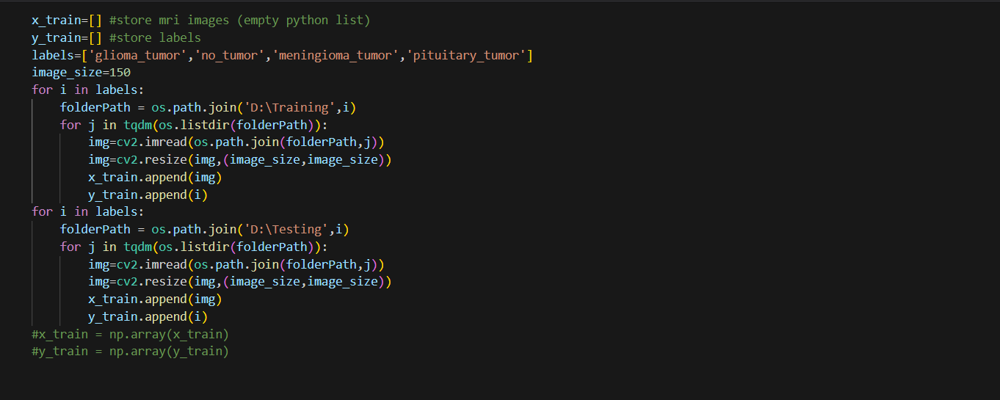 x_train=[] #store mri images (empty python list)
y_train=[] #store labels
labels=['glioma_tumor','no_tumor','meningioma_tumor','pituitary_tumor']
image_size=150
for i in labels:
    folderPath = os.path.join('D:\Training',i)
    for j in tqdm(os.listdir(folderPath)):
        img=cv2.imread(os.path.join(folderPath,j))
        img=cv2.resize(img,(image_size,image_size))
        x_train.append(img)
        y_train.append(i)
for i in labels:
    folderPath = os.path.join('D:\Testing',i)
    for j in tqdm(os.listdir(folderPath)):
        img=cv2.imread(os.path.join(folderPath,j))
        img=cv2.resize(img,(image_size,image_size))
        x_train.append(img)
        y_train.append(i)
#x_train = np.array(x_train)
#y_train = np.array(y_train)